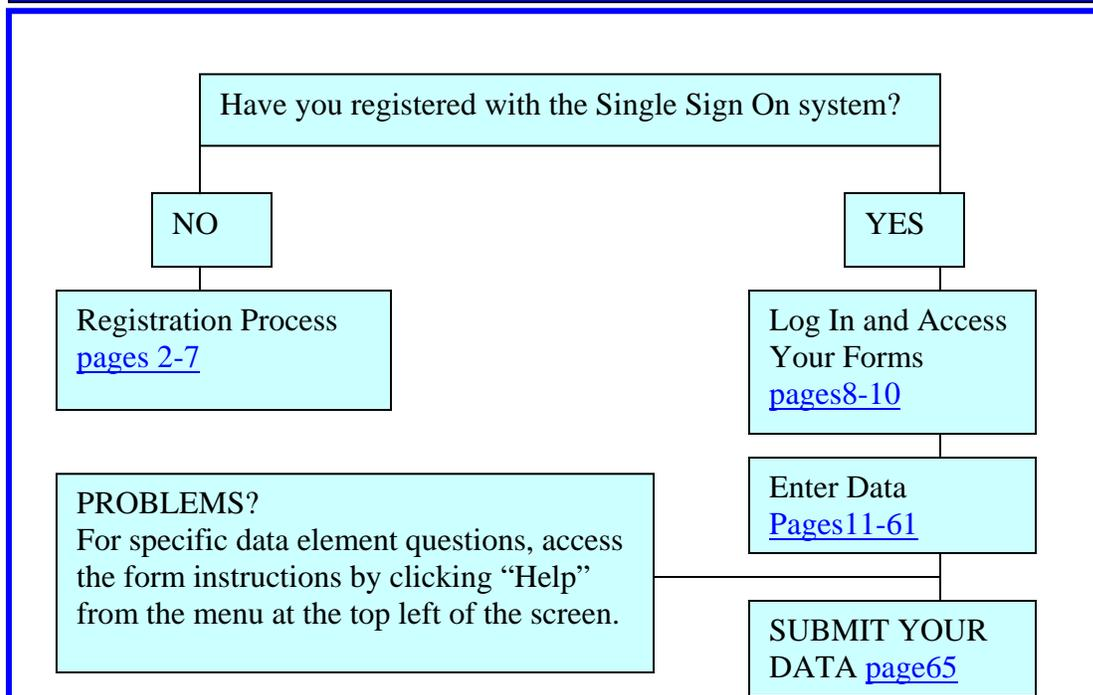 Have you registered with the Single Sign On system?
NO
YES
Registration Process
pages 2-7
Log In and Access
Your Forms
pages8-10
Enter Data
Pages11-61
PROBLEMS?
For specific data element questions, access
the form instructions by clicking “Help”
from the menu at the top left of the screen.
SUBMIT YOUR
DATA page65